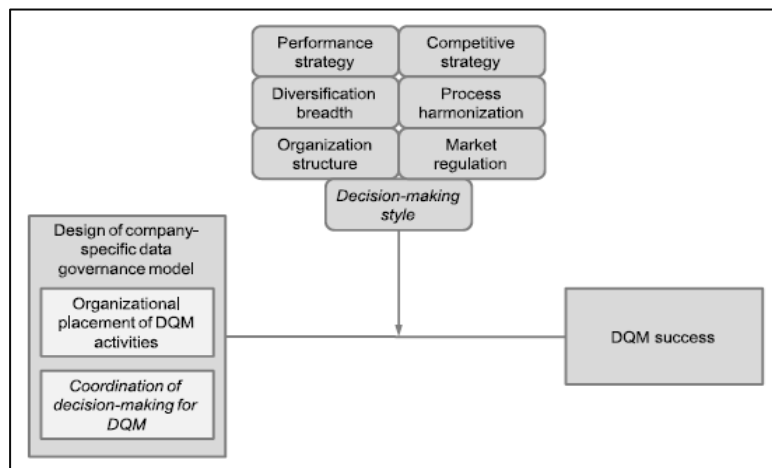 Performance
strategy
Competitive
strategy
Diversification
breadth
Process
harmonization
Organization
structure
Market
regulation
Decision-making
style
Design of company-
specific data
governance model
Organizational
placement of DQM
activities
Coordination of
decision-making for
DQM
DQM success